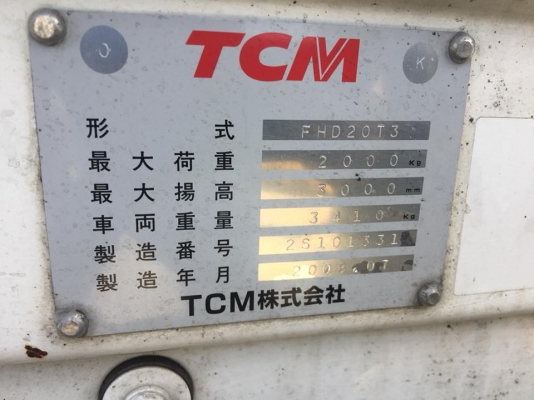 O K
TCM
形式 FHD20T3
最大荷重 2000 KG
最大揚高 3000 mm
車両重量 3410 KG
製造番号 2S101331
製造年月
TCM株式会社